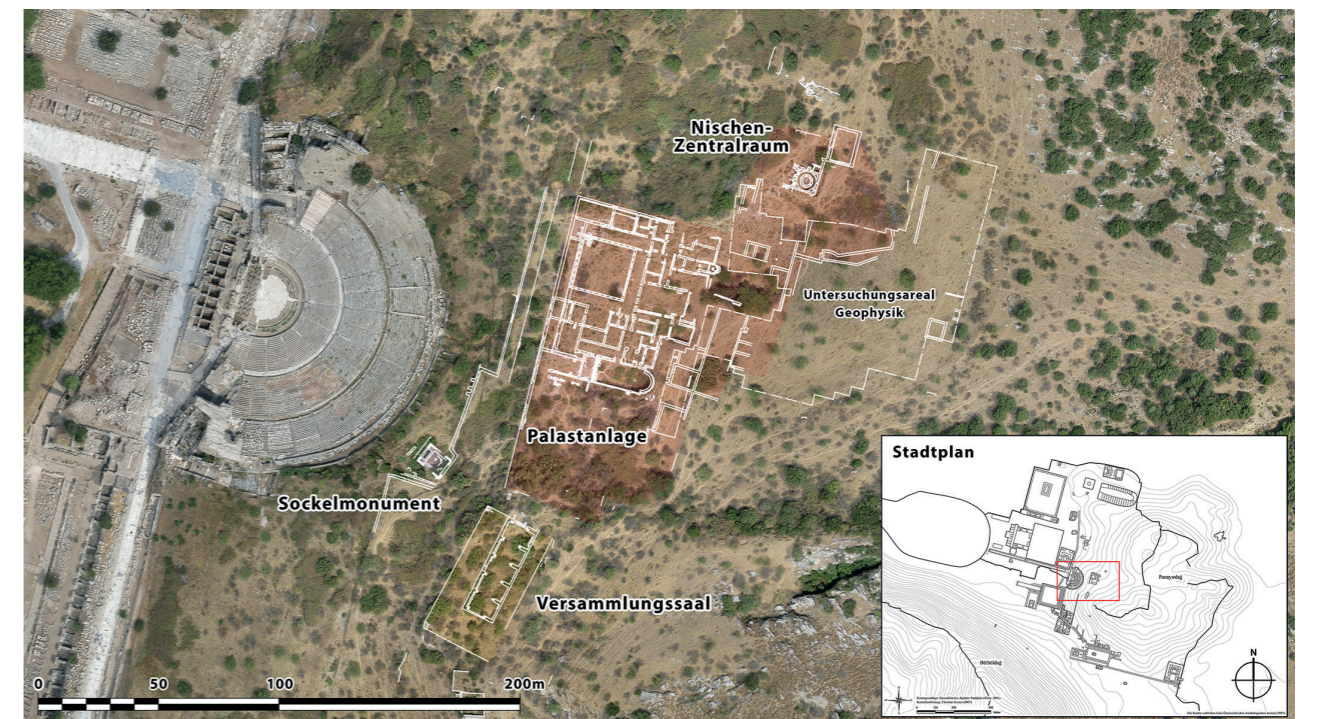 Nischen-
Zentralraum
Untersuchungsareal
Geophysik
Palastanlage
Sockelmonument
Versammlungssaal
0 50 100 200m
Stadtplan
Panayırdağ
Bülbüldağ
N